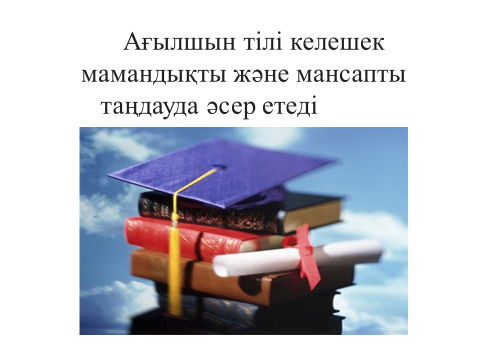 Ағылшын тілі келешек
мамандықты және мансапты
таңдауда әсер етеді